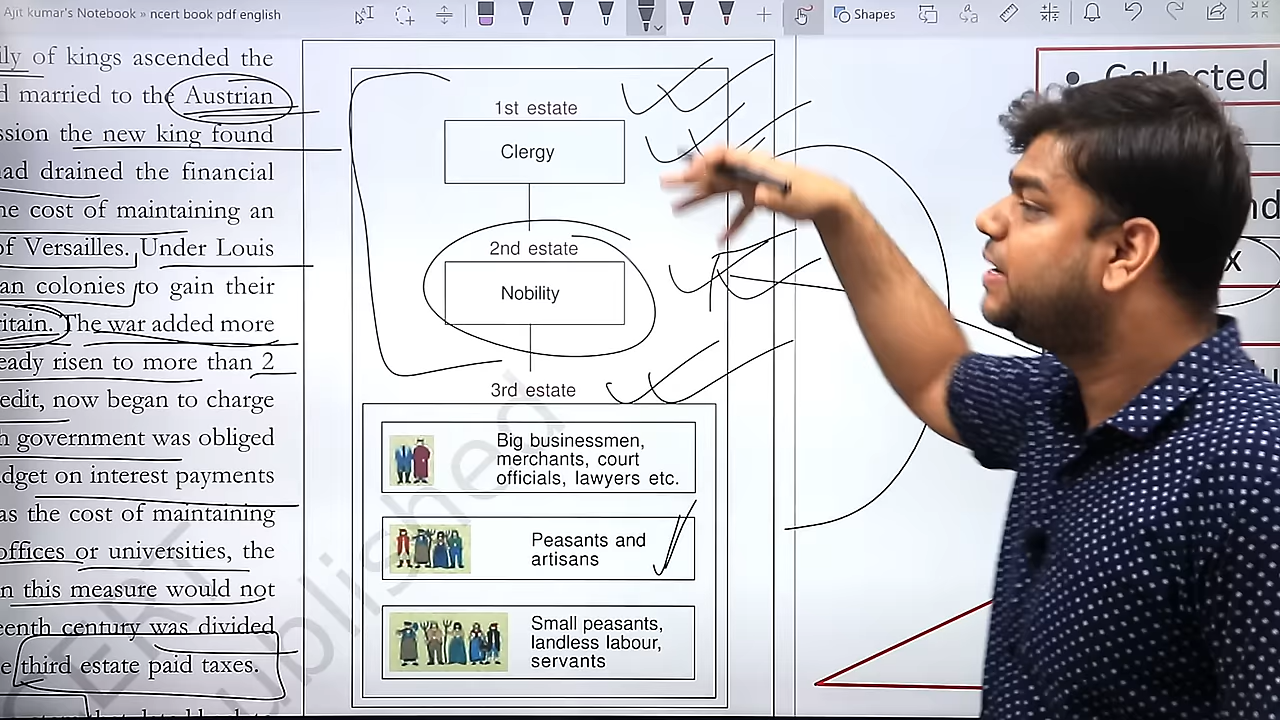 Ajit kumar's Notebook » ncert book pdf english
Shapes
ily of kings ascended the
d married to the Austrian
ssion the new king found
had drained the financial
he cost of maintaining an
of Versailles. Under Louis
an colonies to gain their
ritain. The war added more
eady risen to more than 2
edit, now began to charge
h government was obliged
dget on interest payments
as the cost of maintaining
offices or universities, the
n this measure would not
eenth century was divided
e third estate paid taxes.
1st estate
Clergy
2nd estate
Nobility
3rd estate
Big businessmen,
merchants, court
officials, lawyers etc.
Peasants and
artisans
Small peasants,
landless labour,
servants
• Collected
nd
x